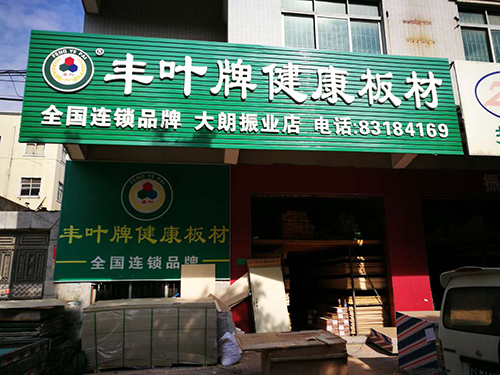 FENG YE PAI
丰叶
®
丰叶牌健康板材
全国连锁品牌 大朗振业店 电话:83184169
FENG YE PAI
丰叶牌健康板材
全国连锁品牌